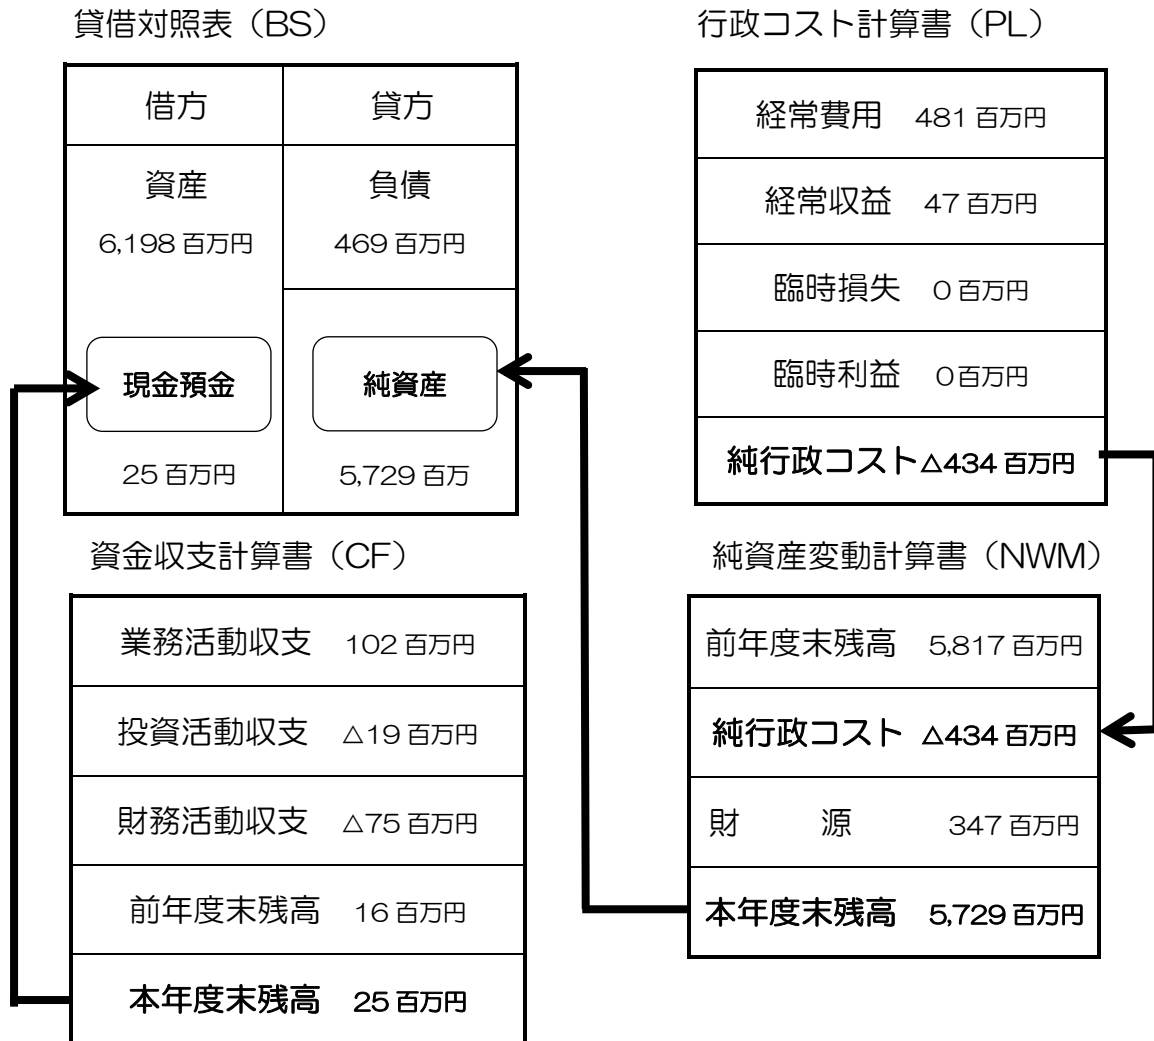 貸借対照表（BS）
借方 貸方
資産 負債
6,198 百万円 469 百万円
現金預金 純資産
25 百万円 5,729 百万
行政コスト計算書（PL）
経常費用 481 百万円
経常収益 47 百万円
臨時損失 0 百万円
臨時利益 0百万円
純行政コスト△434 百万円
資金収支計算書（CF）
業務活動収支 102 百万円
投資活動収支 △19 百万円
財務活動収支 △75 百万円
前年度末残高 16 百万円
本年度末残高 25 百万円
純資産変動計算書（NWM）
前年度末残高 5,817 百万円
純行政コスト △434 百万円
財 源 347 百万円
本年度末残高 5,729 百万円